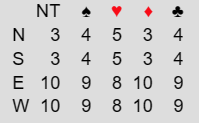 NT ♠ ♥ ♦ ♣
N 3 4 5 3 4
S 3 4 5 3 4
E 10 9 8 10 9
W 10 9 8 10 9